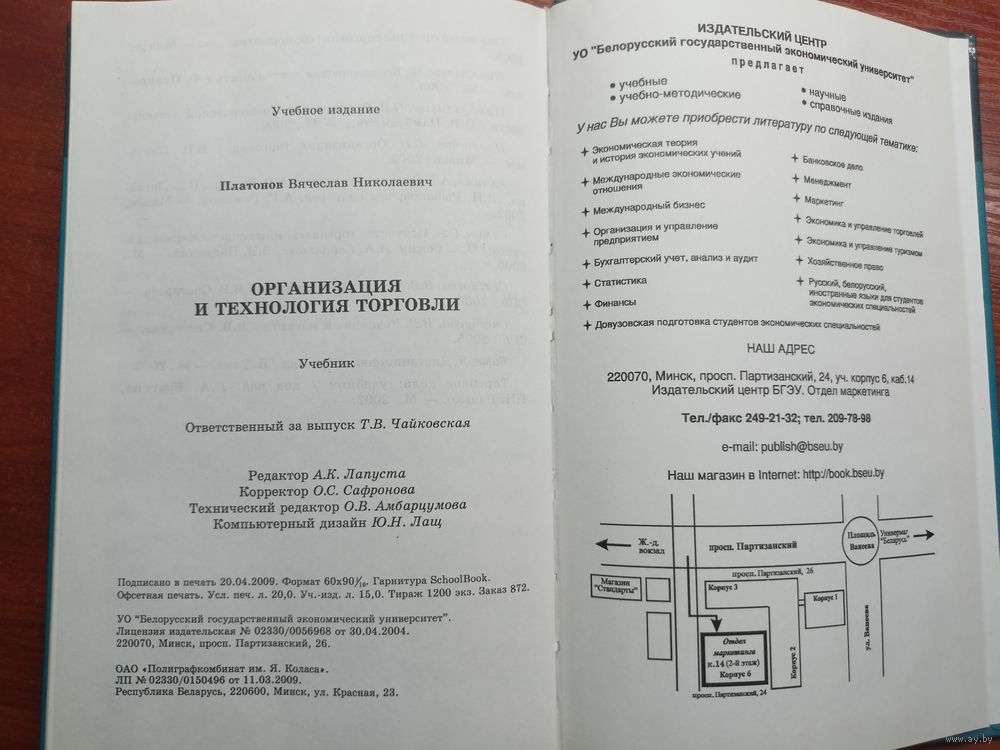 Учебное издание
Платонов Вячеслав Николаевич
ОРГАНИЗАЦИЯ
И ТЕХНОЛОГИЯ ТОРГОВЛИ
Учебник
Ответственный за выпуск Т.В. Чайковская
Редактор А.К. Лапуста
Корректор О.С. Сафронова
Технический редактор О.В. Амбарцумова
Компьютерный дизайн Ю.Н. Лащ
Подписано в печать 20.04.2009. Формат 60х90 1/16. Гарнитура SchoolBook.
Офсетная печать. Усл. печ. л. 20,0. Уч.-изд. л. 15,0. Тираж 1200 экз. Заказ 872.
УО "Белорусский государственный экономический университет".
Лицензия издательская № 02330/0056968 от 30.04.2004.
220070, Минск, просп. Партизанский, 26.
ОАО «Полиграфкомбинат им. Я. Коласа».
ЛП № 02330/0150496 от 11.03.2009.
Республика Беларусь, 220600, Минск, ул. Красная, 23.
ИЗДАТЕЛЬСКИЙ ЦЕНТР
УО "Белорусский государственный экономический университет"
предлагает
• учебные
• учебно-методические
• научные
• справочные издания
У нас Вы можете приобрести литературу по следующей тематике:
Экономическая теория
и история экономических учений
Международные экономические
отношения
Международный бизнес
Организация и управление
предприятием
Бухгалтерский учет, анализ и аудит
Статистика
Финансы
Банковское дело
Менеджмент
Маркетинг
Экономика и управление торговлей
Экономика и управление туризмом
Хозяйственное право
Русский, белорусский,
иностранные языки для студентов
экономических специальностей
Довузовская подготовка студентов экономических специальностей
НАШ АДРЕС
220070, Минск, просп. Партизанский, 24, уч. корпус 6, каб.14
Издательский центр БГЭУ. Отдел маркетинга
Тел./факс 249-21-32; тел. 209-78-98
e-mail: publish@bseu.by
Наш магазин в Internet: http://book.bseu.by
Ж.-д.
вокзал
просп. Партизанский
Площадь
Ванеева
Универмаг
"Беларусь"
просп. Партизанский, 26
Магазин
"Стандарты"
Корпус 3
Корпус 1
ул. Ванеева
Корпус 2
Отдел
маркетинга
к.14 (2-й этаж)
Корпус 6
просп. Партизанский, 24
www.ay.by